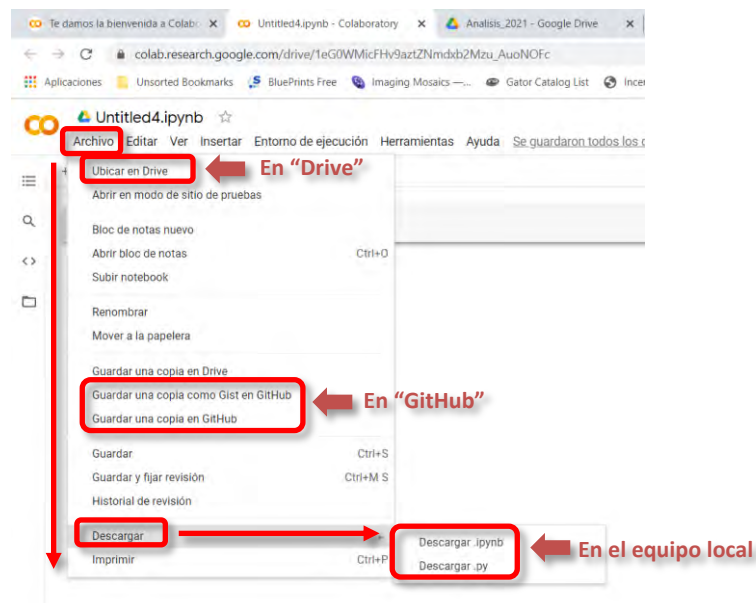 Te damos la bienvenida a Colab
Untitled4.ipynb - Colaboratory
Analisis_2021 - Google Drive
colab.research.google.com/drive/1eG0WMicFHv9aztZNmdxb2Mzu_AuoNOFc
Aplicaciones
Unsorted Bookmarks
BluePrints Free
Imaging Mosaics —...
Gator Catalog List
Incer
Untitled4.ipynb
Archivo Editar Ver Insertar Entorno de ejecución Herramientas Ayuda Se guardaron todos los c
Ubicar en Drive
En “Drive”
Abrir en modo de sitio de pruebas
Bloc de notas nuevo
Abrir bloc de notas Ctrl+O
Subir notebook
Renombrar
Mover a la papelera
Guardar una copia en Drive
Guardar una copia como Gist en GitHub
En “GitHub”
Guardar una copia en GitHub
Guardar Ctrl+S
Guardar y fijar revisión Ctrl+M S
Historial de revisión
Descargar
Descargar .ipynb
En el equipo local
Imprimir Ctrl+P
Descargar .py